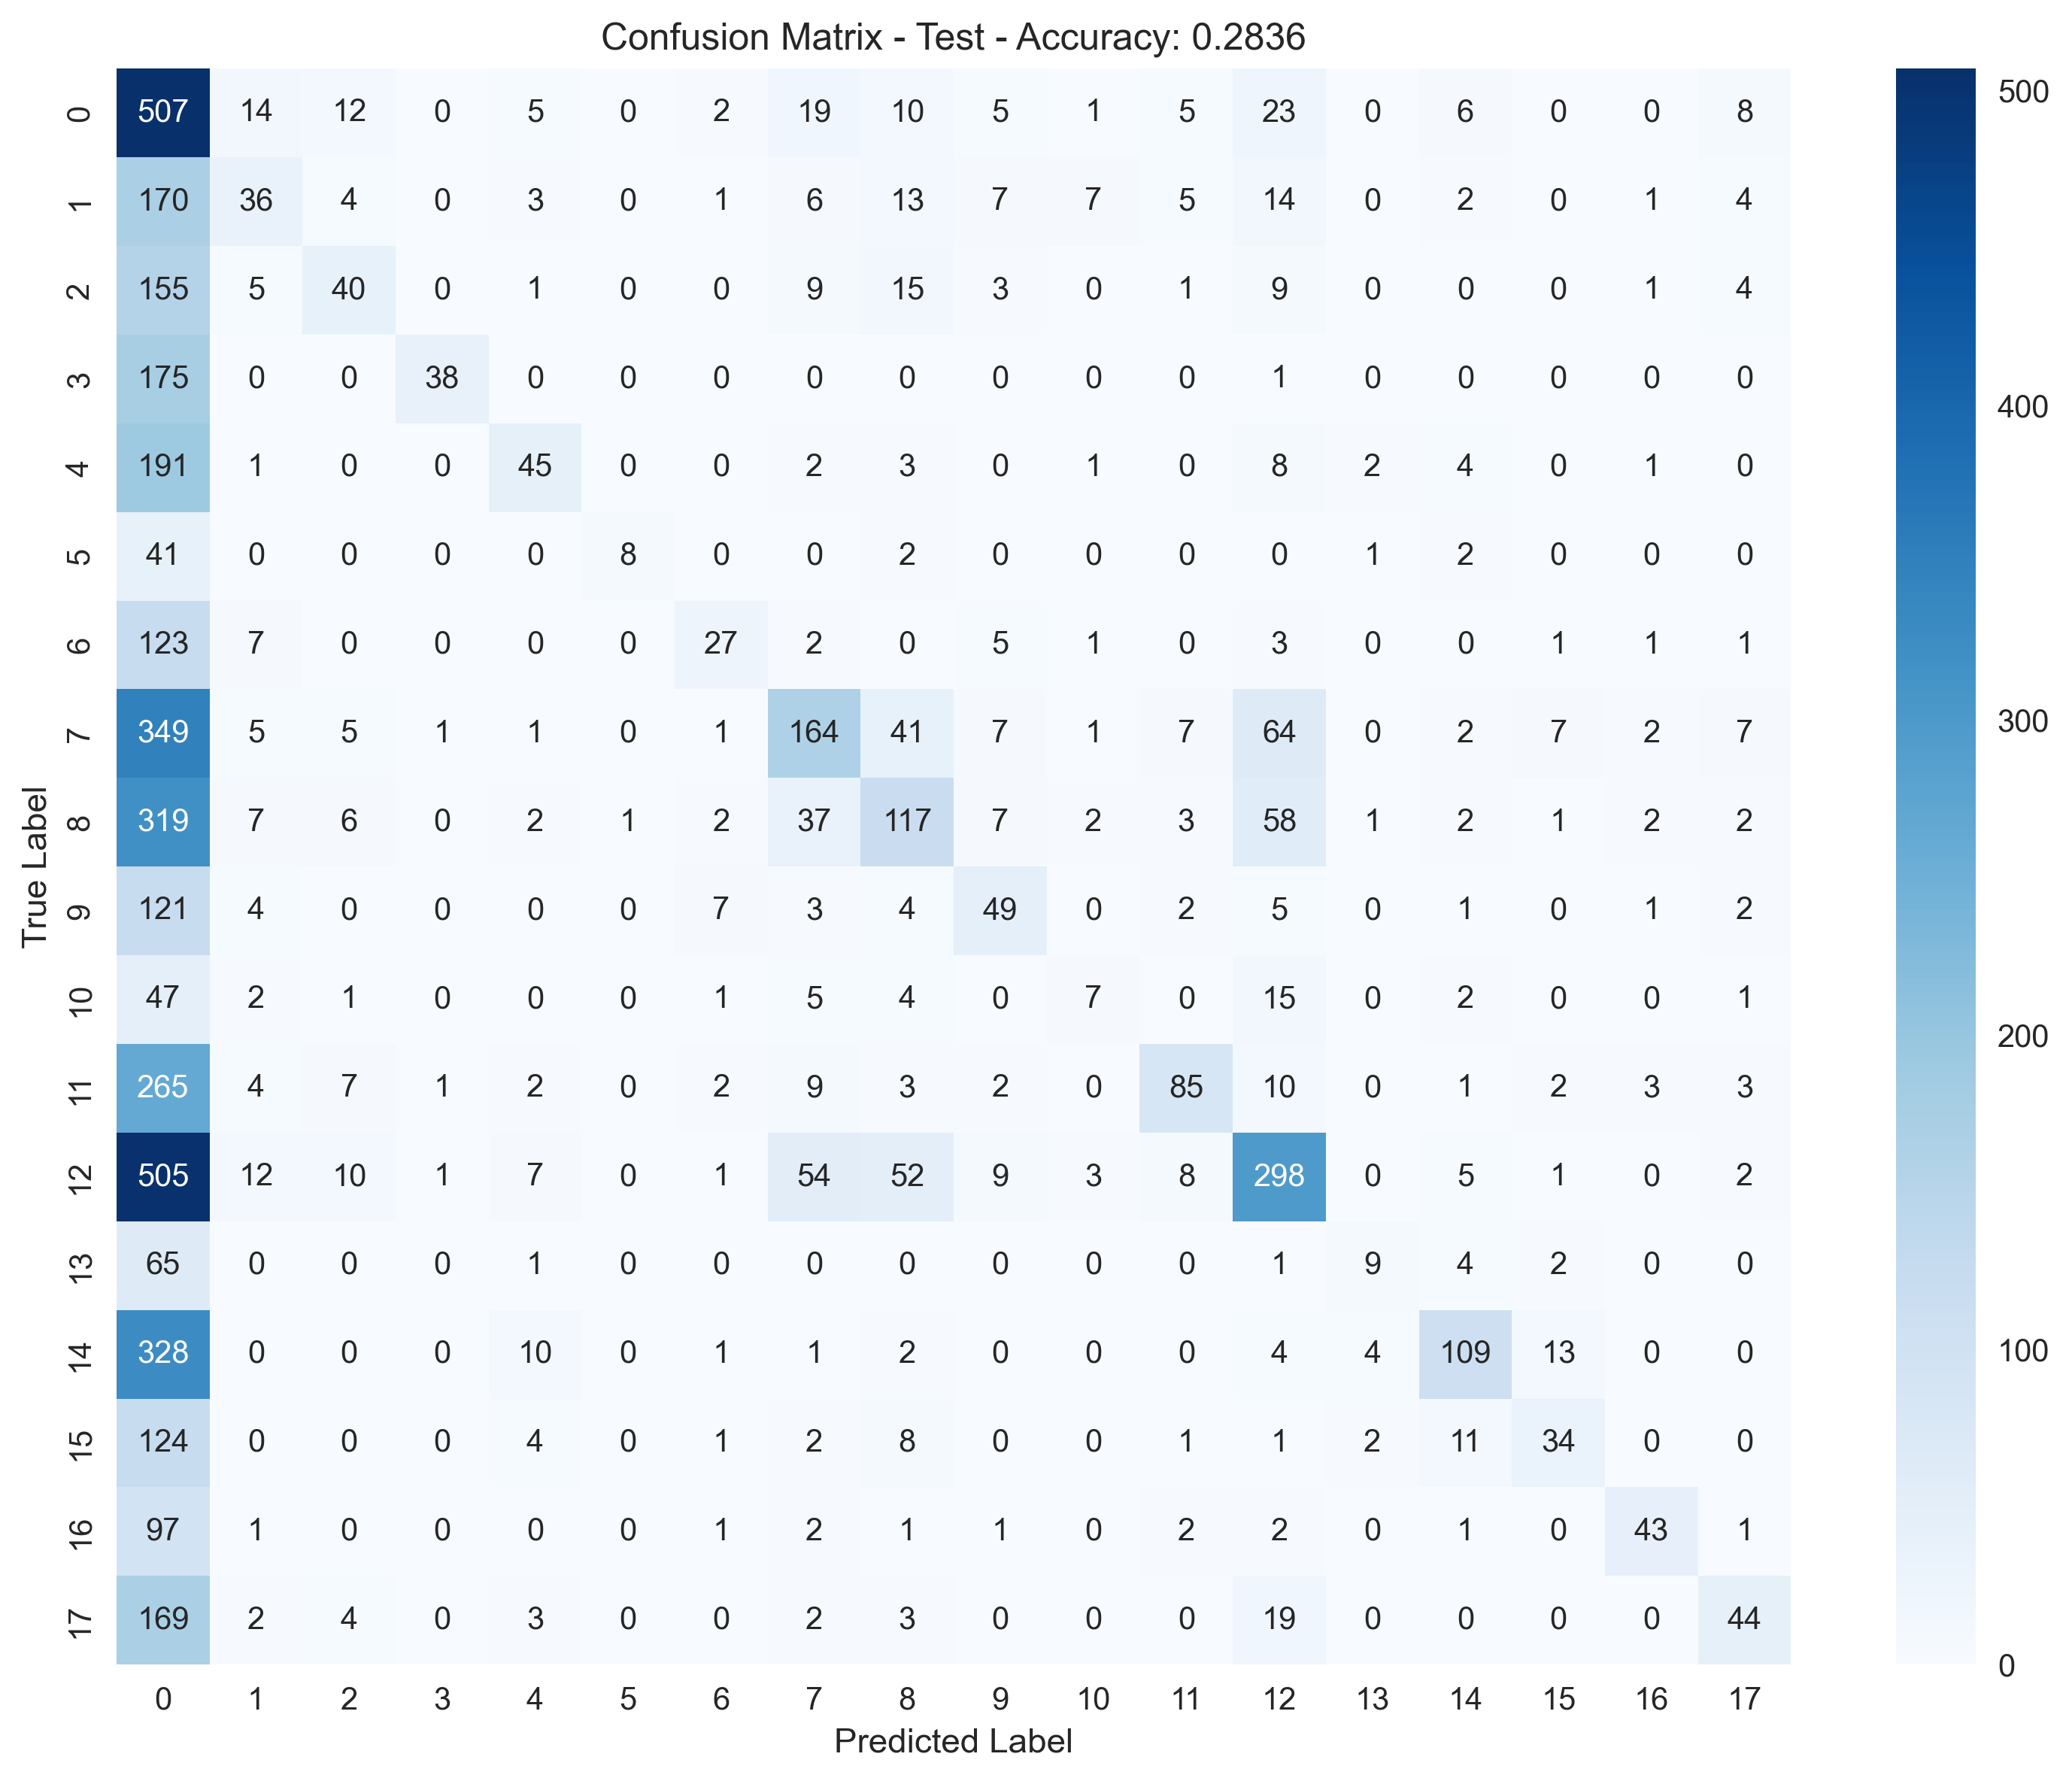 Confusion Matrix - Test - Accuracy: 0.2836
0 507 14 12 0 5 0 2 19 10 5 1 5 23 0 6 0 0 8
1 170 36 4 0 3 0 1 6 13 7 7 5 14 0 2 0 1 4
2 155 5 40 0 1 0 0 9 15 3 0 1 9 0 0 0 1 4
3 175 0 0 38 0 0 0 0 0 0 0 0 1 0 0 0 0 0
4 191 1 0 0 45 0 0 2 3 0 1 0 8 2 4 0 1 0
5 41 0 0 0 0 8 0 0 2 0 0 0 0 1 2 0 0 0
6 123 7 0 0 0 0 27 2 0 5 1 0 3 0 0 1 1 1
7 349 5 5 1 1 0 1 164 41 7 1 7 64 0 2 7 2 7
8 319 7 6 0 2 1 2 37 117 7 2 3 58 1 2 1 2 2
9 121 4 0 0 0 0 7 3 4 49 0 2 5 0 1 0 1 2
10 47 2 1 0 0 0 1 5 4 0 7 0 15 0 2 0 0 1
11 265 4 7 1 2 0 2 9 3 2 0 85 10 0 1 2 3 3
12 505 12 10 1 7 0 1 54 52 9 3 8 298 0 5 1 0 2
13 65 0 0 0 1 0 0 0 0 0 0 0 1 9 4 2 0 0
14 328 0 0 0 10 0 1 1 2 0 0 0 4 4 109 13 0 0
15 124 0 0 0 4 0 1 2 8 0 0 1 1 2 11 34 0 0
16 97 1 0 0 0 0 1 2 1 1 0 2 2 0 1 0 43 1
17 169 2 4 0 3 0 0 2 3 0 0 0 19 0 0 0 0 44
0 1 2 3 4 5 6 7 8 9 10 11 12 13 14 15 16 17
Predicted Label
True Label
500
400
300
200
100
0